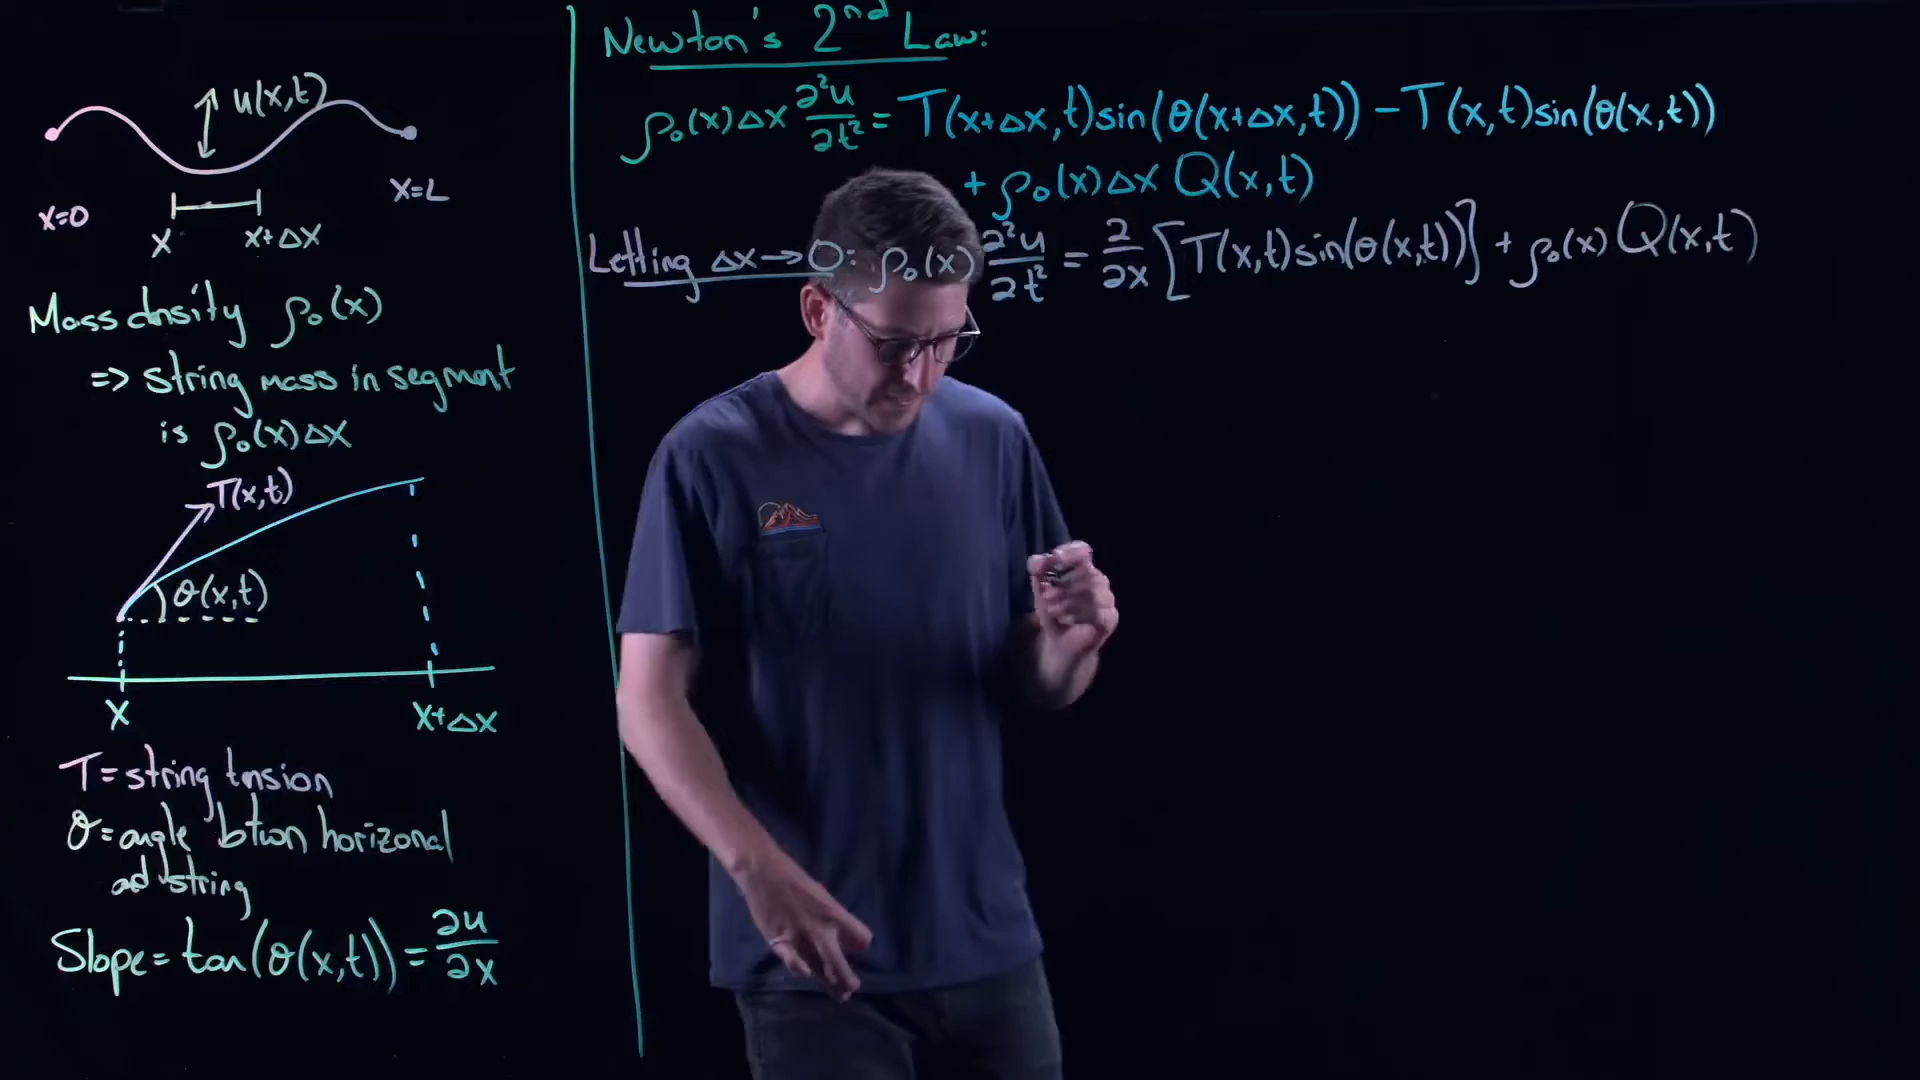 u(x,t)
x=0
x
x+Δx
x=L
Mass density ρ₀(x)
=> string mass in segment
is ρ₀(x)Δx
T(x,t)
θ(x,t)
x
x+Δx
T= string tension
θ= angle btwn horizonal
and string
Slope = tan(θ(x,t)) = ∂u/∂x
Newton's 2nd Law:
ρ₀(x)Δx ∂²u/∂t² = T(x+Δx,t)sin(θ(x+Δx,t)) - T(x,t)sin(θ(x,t))
+ ρ₀(x)Δx Q(x,t)
Letting Δx→0: ρ₀(x) ∂²u/∂t² = ∂/∂x [T(x,t)sin(θ(x,t))] + ρ₀(x) Q(x,t)